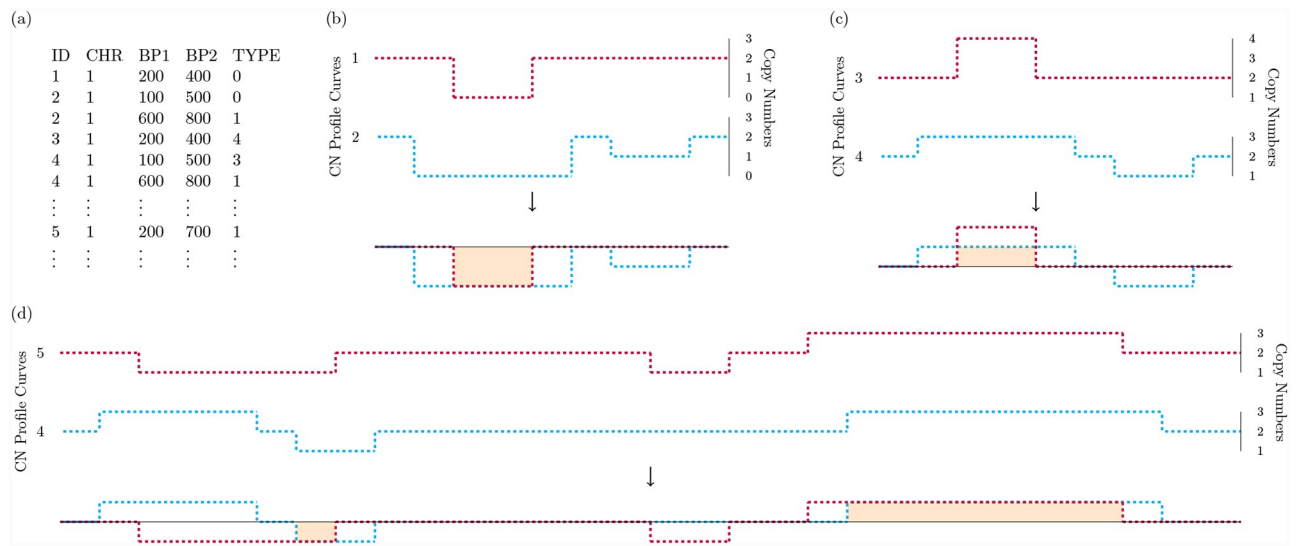 (a)
ID CHR BP1 BP2 TYPE
1 1 200 400 0
2 1 100 500 0
2 1 600 800 1
3 1 200 400 4
4 1 100 500 3
4 1 600 800 1
⋮ ⋮ ⋮ ⋮ ⋮
5 1 200 700 1
⋮ ⋮ ⋮ ⋮ ⋮
(b)
CN Profile Curves
1
2
3
2
1
0
3
2
1
0
Copy Numbers
↓
(c)
CN Profile Curves
3
4
4
3
2
1
3
2
1
Copy Numbers
↓
(d)
CN Profile Curves
5
4
3
2
1
3
2
1
Copy Numbers
↓